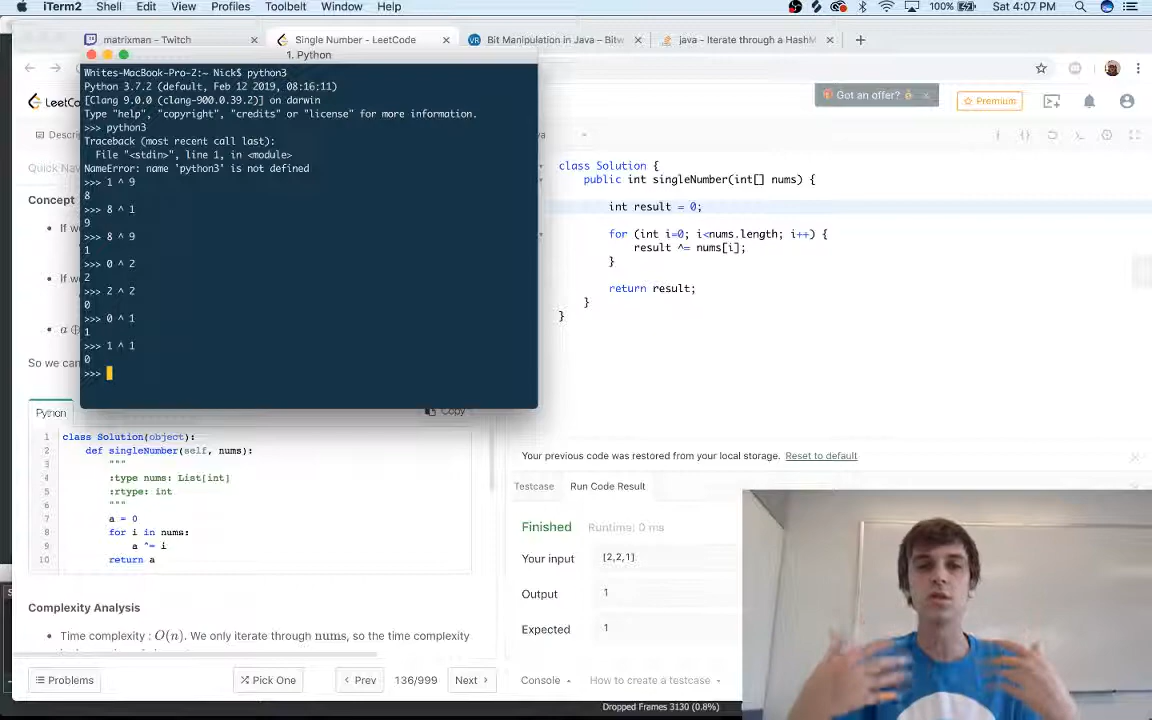 iTerm2 Shell Edit View Profiles Toolbelt Window Help 100% Sat 4:07 PM
matrixman - Twitch Single Number - LeetCode Bit Manipulation in Java – Bitw java - Iterate through a HashM
1. Python
Whites-MacBook-Pro-2:~ Nick$ python3
Python 3.7.2 (default, Feb 12 2019, 08:16:11)
[Clang 9.0.0 (clang-900.0.39.2)] on darwin
Type "help", "copyright", "credits" or "license" for more information.
>>> python3
Traceback (most recent call last):
File "<stdin>", line 1, in <module>
NameError: name 'python3' is not defined
>>> 1 ^ 9
8
>>> 8 ^ 1
9
>>> 8 ^ 9
1
>>> 0 ^ 2
2
>>> 2 ^ 2
0
>>> 0 ^ 1
1
>>> 1 ^ 1
0
>>>
LeetCo
Got an offer?
Premium
Descri
Quick Nav
Concept
If we
If we
a ⊕
So we can
Python
Copy
1 class Solution(object):
2 def singleNumber(self, nums):
3 """
4 :type nums: List[int]
5 :rtype: int
6 """
7 a = 0
8 for i in nums:
9 a ^= i
10 return a
Complexity Analysis
Time complexity : O(n). We only iterate through nums, so the time complexity
Problems Pick One Prev 136/999 Next
class Solution {
public int singleNumber(int[] nums) {
int result = 0;
for (int i=0; i<nums.length; i++) {
result ^= nums[i];
}
return result;
}
}
Your previous code was restored from your local storage. Reset to default
Testcase Run Code Result
Finished Runtime: 0 ms
Your input [2,2,1]
Output 1
Expected 1
Console How to create a testcase
Dropped Frames 3130 (0.8%)